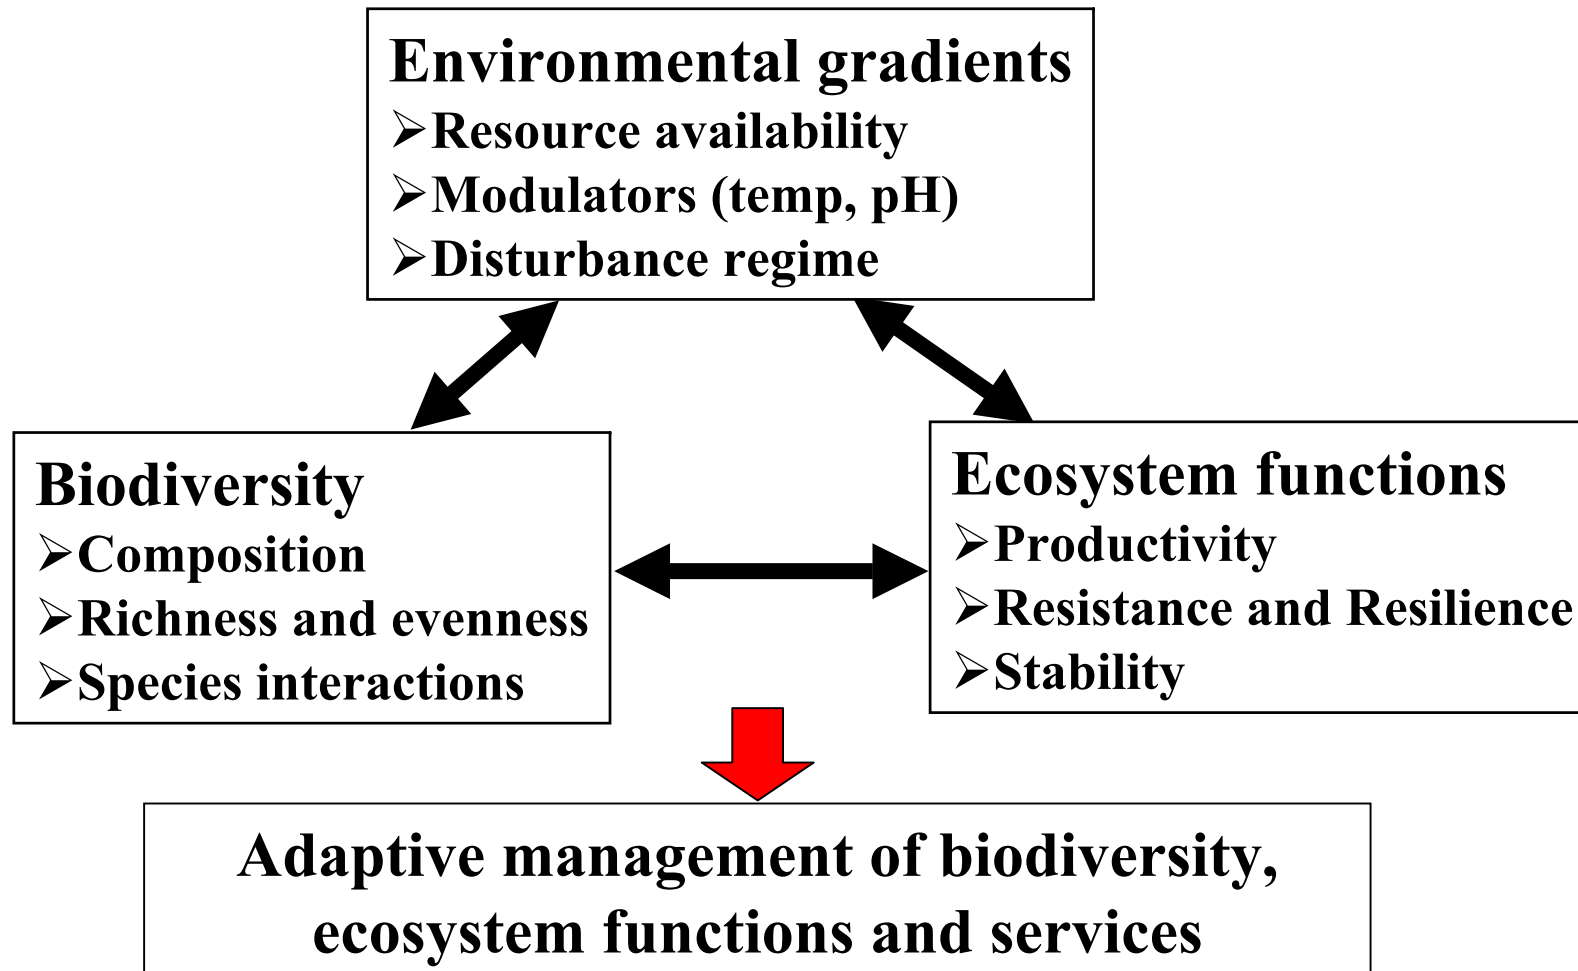 Environmental gradients
➢Resource availability
➢Modulators (temp, pH)
➢Disturbance regime
Biodiversity
➢Composition
➢Richness and evenness
➢Species interactions
Ecosystem functions
➢Productivity
➢Resistance and Resilience
➢Stability
Adaptive management of biodiversity,
ecosystem functions and services